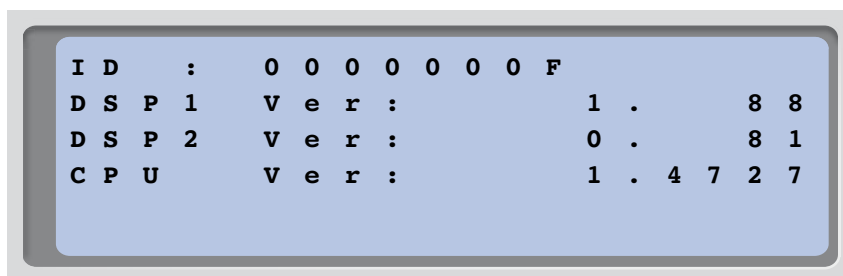 ID : 0000000F
DSP1 Ver: 1. 88
DSP2 Ver: 0. 81
CPU Ver: 1.4727